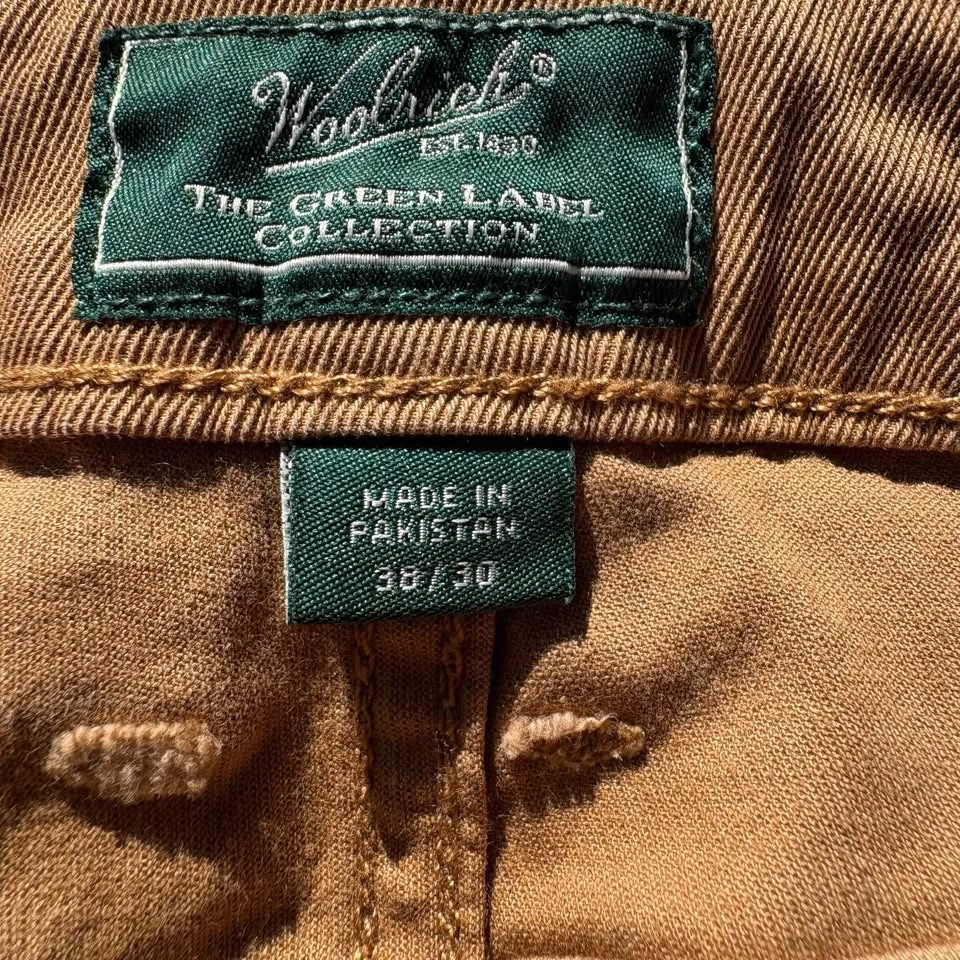 Woolrich®
EST. 1830
THE GREEN LABEL
COLLECTION
MADE IN
PAKISTAN
38/30